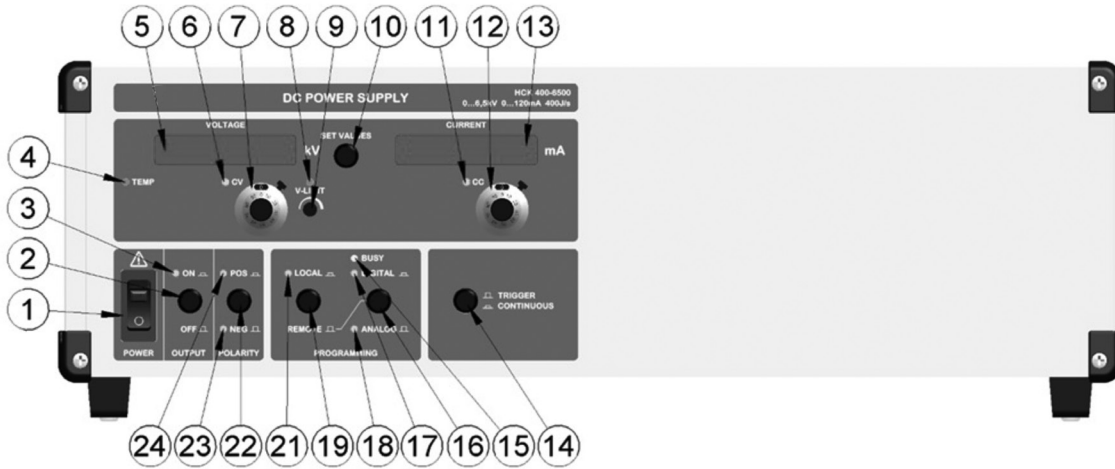 5 6 7 8 9 10 11 12 13
HCK 400-6500
DC POWER SUPPLY
0...6,5kV 0...120mA 400J/s
VOLTAGE
CURRENT
SET VALUES
kV
mA
4
TEMP
CV
V-LIMIT
CC
3
2
1
BUSY
ON
POS
LOCAL
DIGITAL
TRIGGER
CONTINUOUS
OFF
NEG
REMOTE
ANALOG
POWER
OUTPUT
POLARITY
PROGRAMMING
24 23 22 21 19 18 17 16 15 14